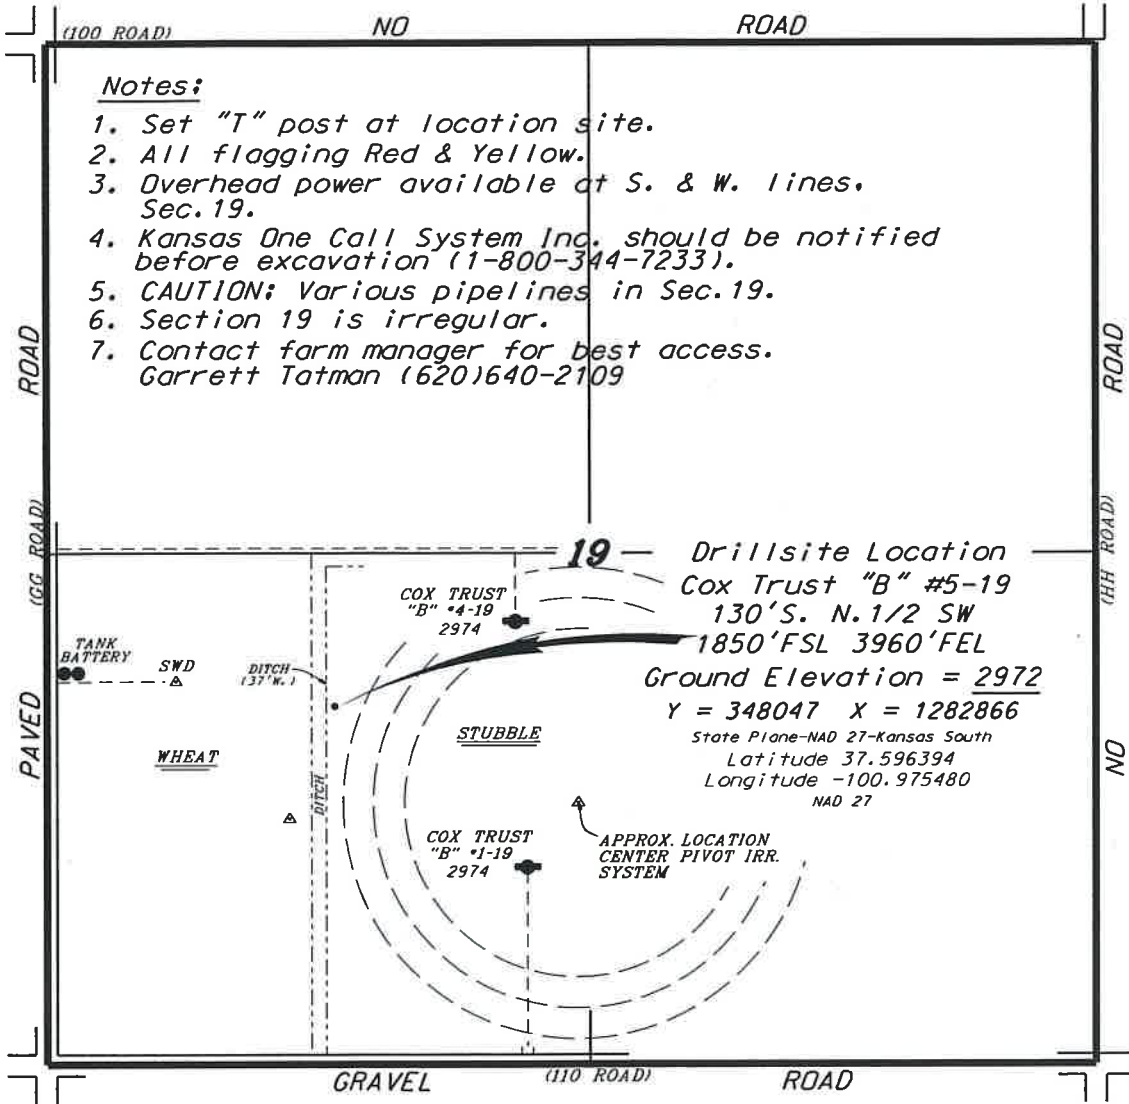 (100 ROAD) NO ROAD
Notes:
1. Set "T" post at location site.
2. All flagging Red & Yellow.
3. Overhead power available at S. & W. lines.
Sec. 19.
4. Kansas One Call System Inc. should be notified
before excavation (1-800-344-7233).
5. CAUTION: Various pipelines in Sec. 19.
6. Section 19 is irregular.
7. Contact farm manager for best access.
Garrett Tatman (620)640-2109
ROAD
(GG ROAD)
PAVED
ROAD
(HH ROAD)
NO
19
Drillsite Location
Cox Trust "B" #5-19
130'S. N.1/2 SW
1850'FSL 3960'FEL
Ground Elevation = 2972
Y = 348047 X = 1282866
State Plane-NAD 27-Kansas South
Latitude 37.596394
Longitude -100.975480
NAD 27
COX TRUST
"B" #4-19
2974
TANK
BATTERY
SWD
DITCH
(37'W.)
STUBBLE
WHEAT
DITCH
COX TRUST
"B" #1-19
2974
APPROX. LOCATION
CENTER PIVOT IRR.
SYSTEM
GRAVEL (110 ROAD) ROAD